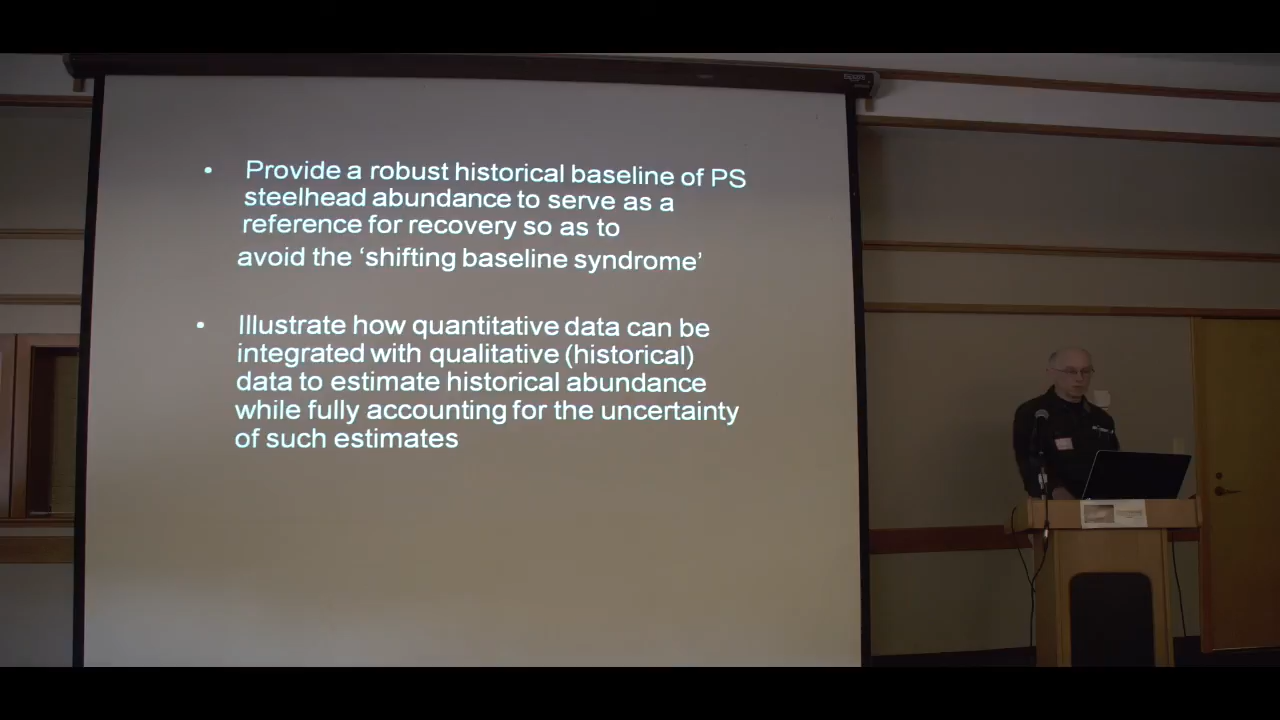 • Provide a robust historical baseline of PS
steelhead abundance to serve as a
reference for recovery so as to
avoid the ‘shifting baseline syndrome’
• Illustrate how quantitative data can be
integrated with qualitative (historical)
data to estimate historical abundance
while fully accounting for the uncertainty
of such estimates